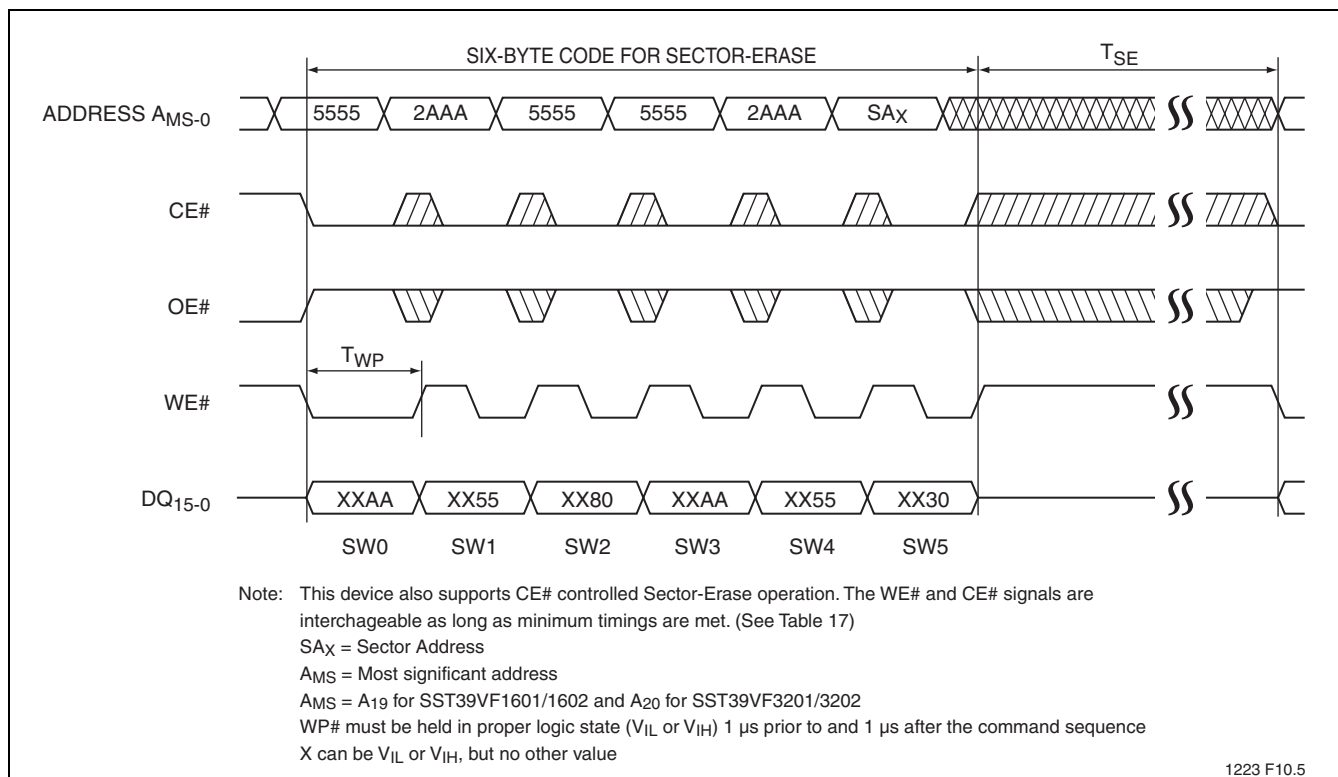 SIX-BYTE CODE FOR SECTOR-ERASE
TSE
ADDRESS AMS-0
5555 2AAA 5555 5555 2AAA SAX
CE#
OE#
TWP
WE#
DQ15-0
XXAA XX55 XX80 XXAA XX55 XX30
SW0 SW1 SW2 SW3 SW4 SW5
Note: This device also supports CE# controlled Sector-Erase operation. The WE# and CE# signals are
interchageable as long as minimum timings are met. (See Table 17)
SAX = Sector Address
AMS = Most significant address
AMS = A19 for SST39VF1601/1602 and A20 for SST39VF3201/3202
WP# must be held in proper logic state (VIL or VIH) 1 µs prior to and 1 µs after the command sequence
X can be VIL or VIH, but no other value
1223 F10.5